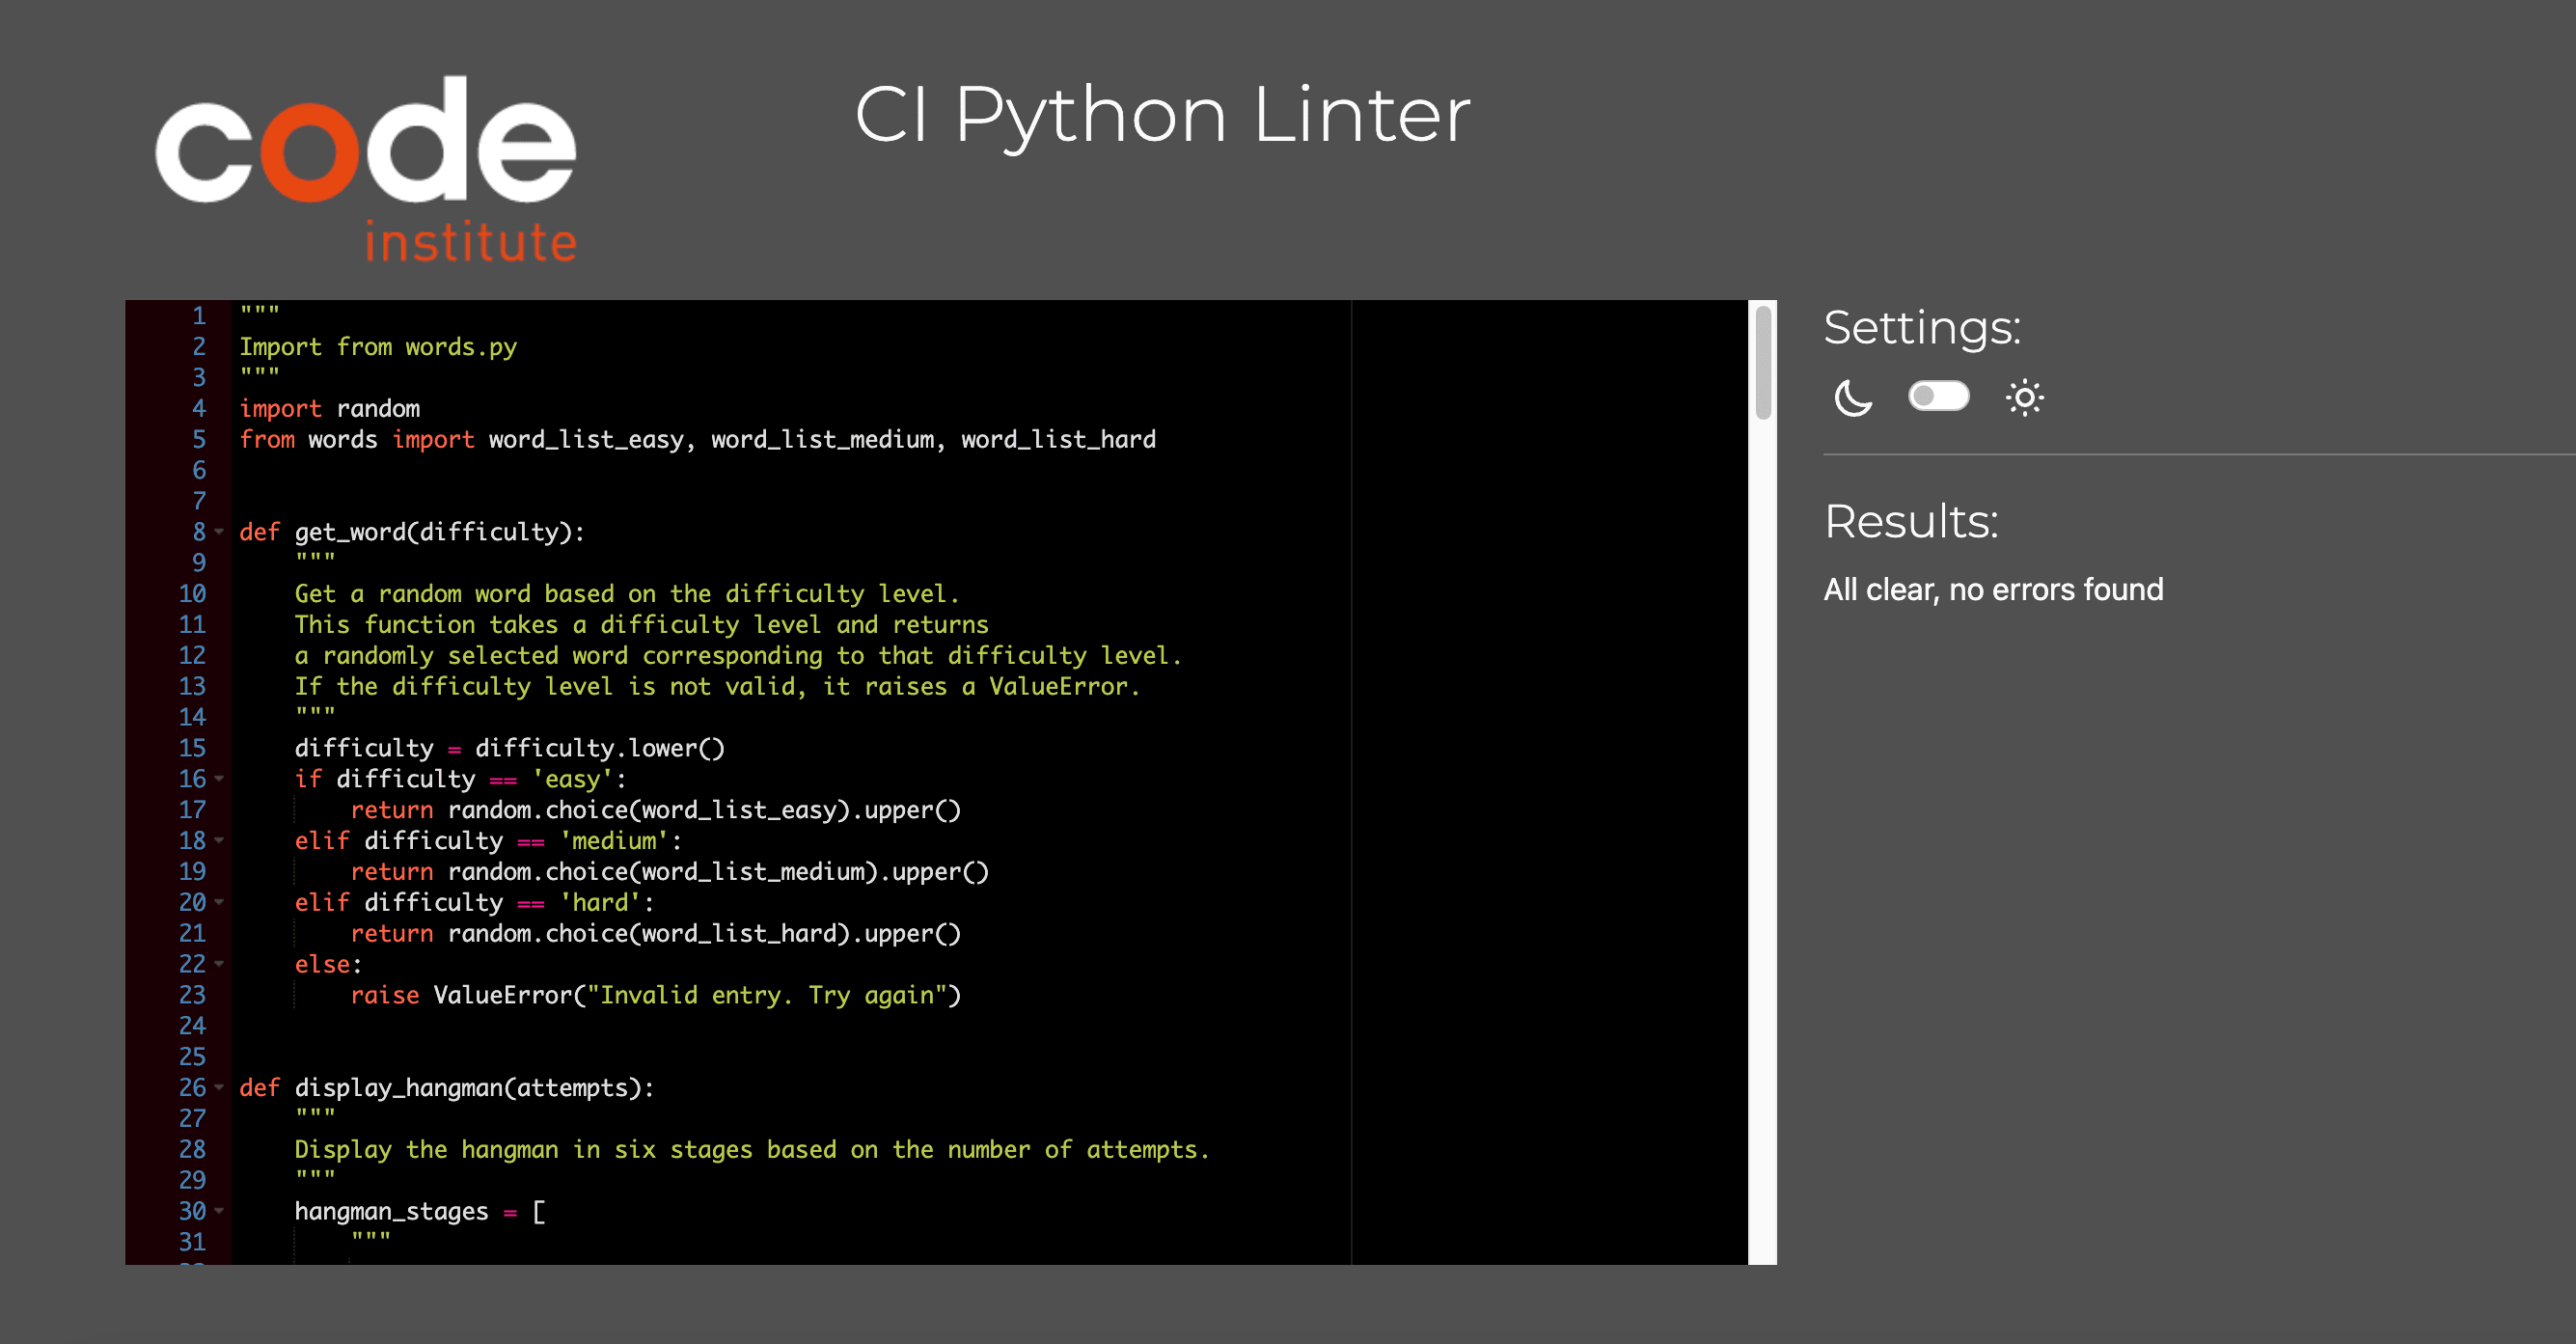 code
institute
CI Python Linter
1 """
2 Import from words.py
3 """
4 import random
5 from words import word_list_easy, word_list_medium, word_list_hard
6
7
8 def get_word(difficulty):
9     """
10     Get a random word based on the difficulty level.
11     This function takes a difficulty level and returns
12     a randomly selected word corresponding to that difficulty level.
13     If the difficulty level is not valid, it raises a ValueError.
14     """
15     difficulty = difficulty.lower()
16     if difficulty == 'easy':
17         return random.choice(word_list_easy).upper()
18     elif difficulty == 'medium':
19         return random.choice(word_list_medium).upper()
20     elif difficulty == 'hard':
21         return random.choice(word_list_hard).upper()
22     else:
23         raise ValueError("Invalid entry. Try again")
24
25
26 def display_hangman(attempts):
27     """
28     Display the hangman in six stages based on the number of attempts.
29     """
30     hangman_stages = [
31         """
Settings:
Results:
All clear, no errors found